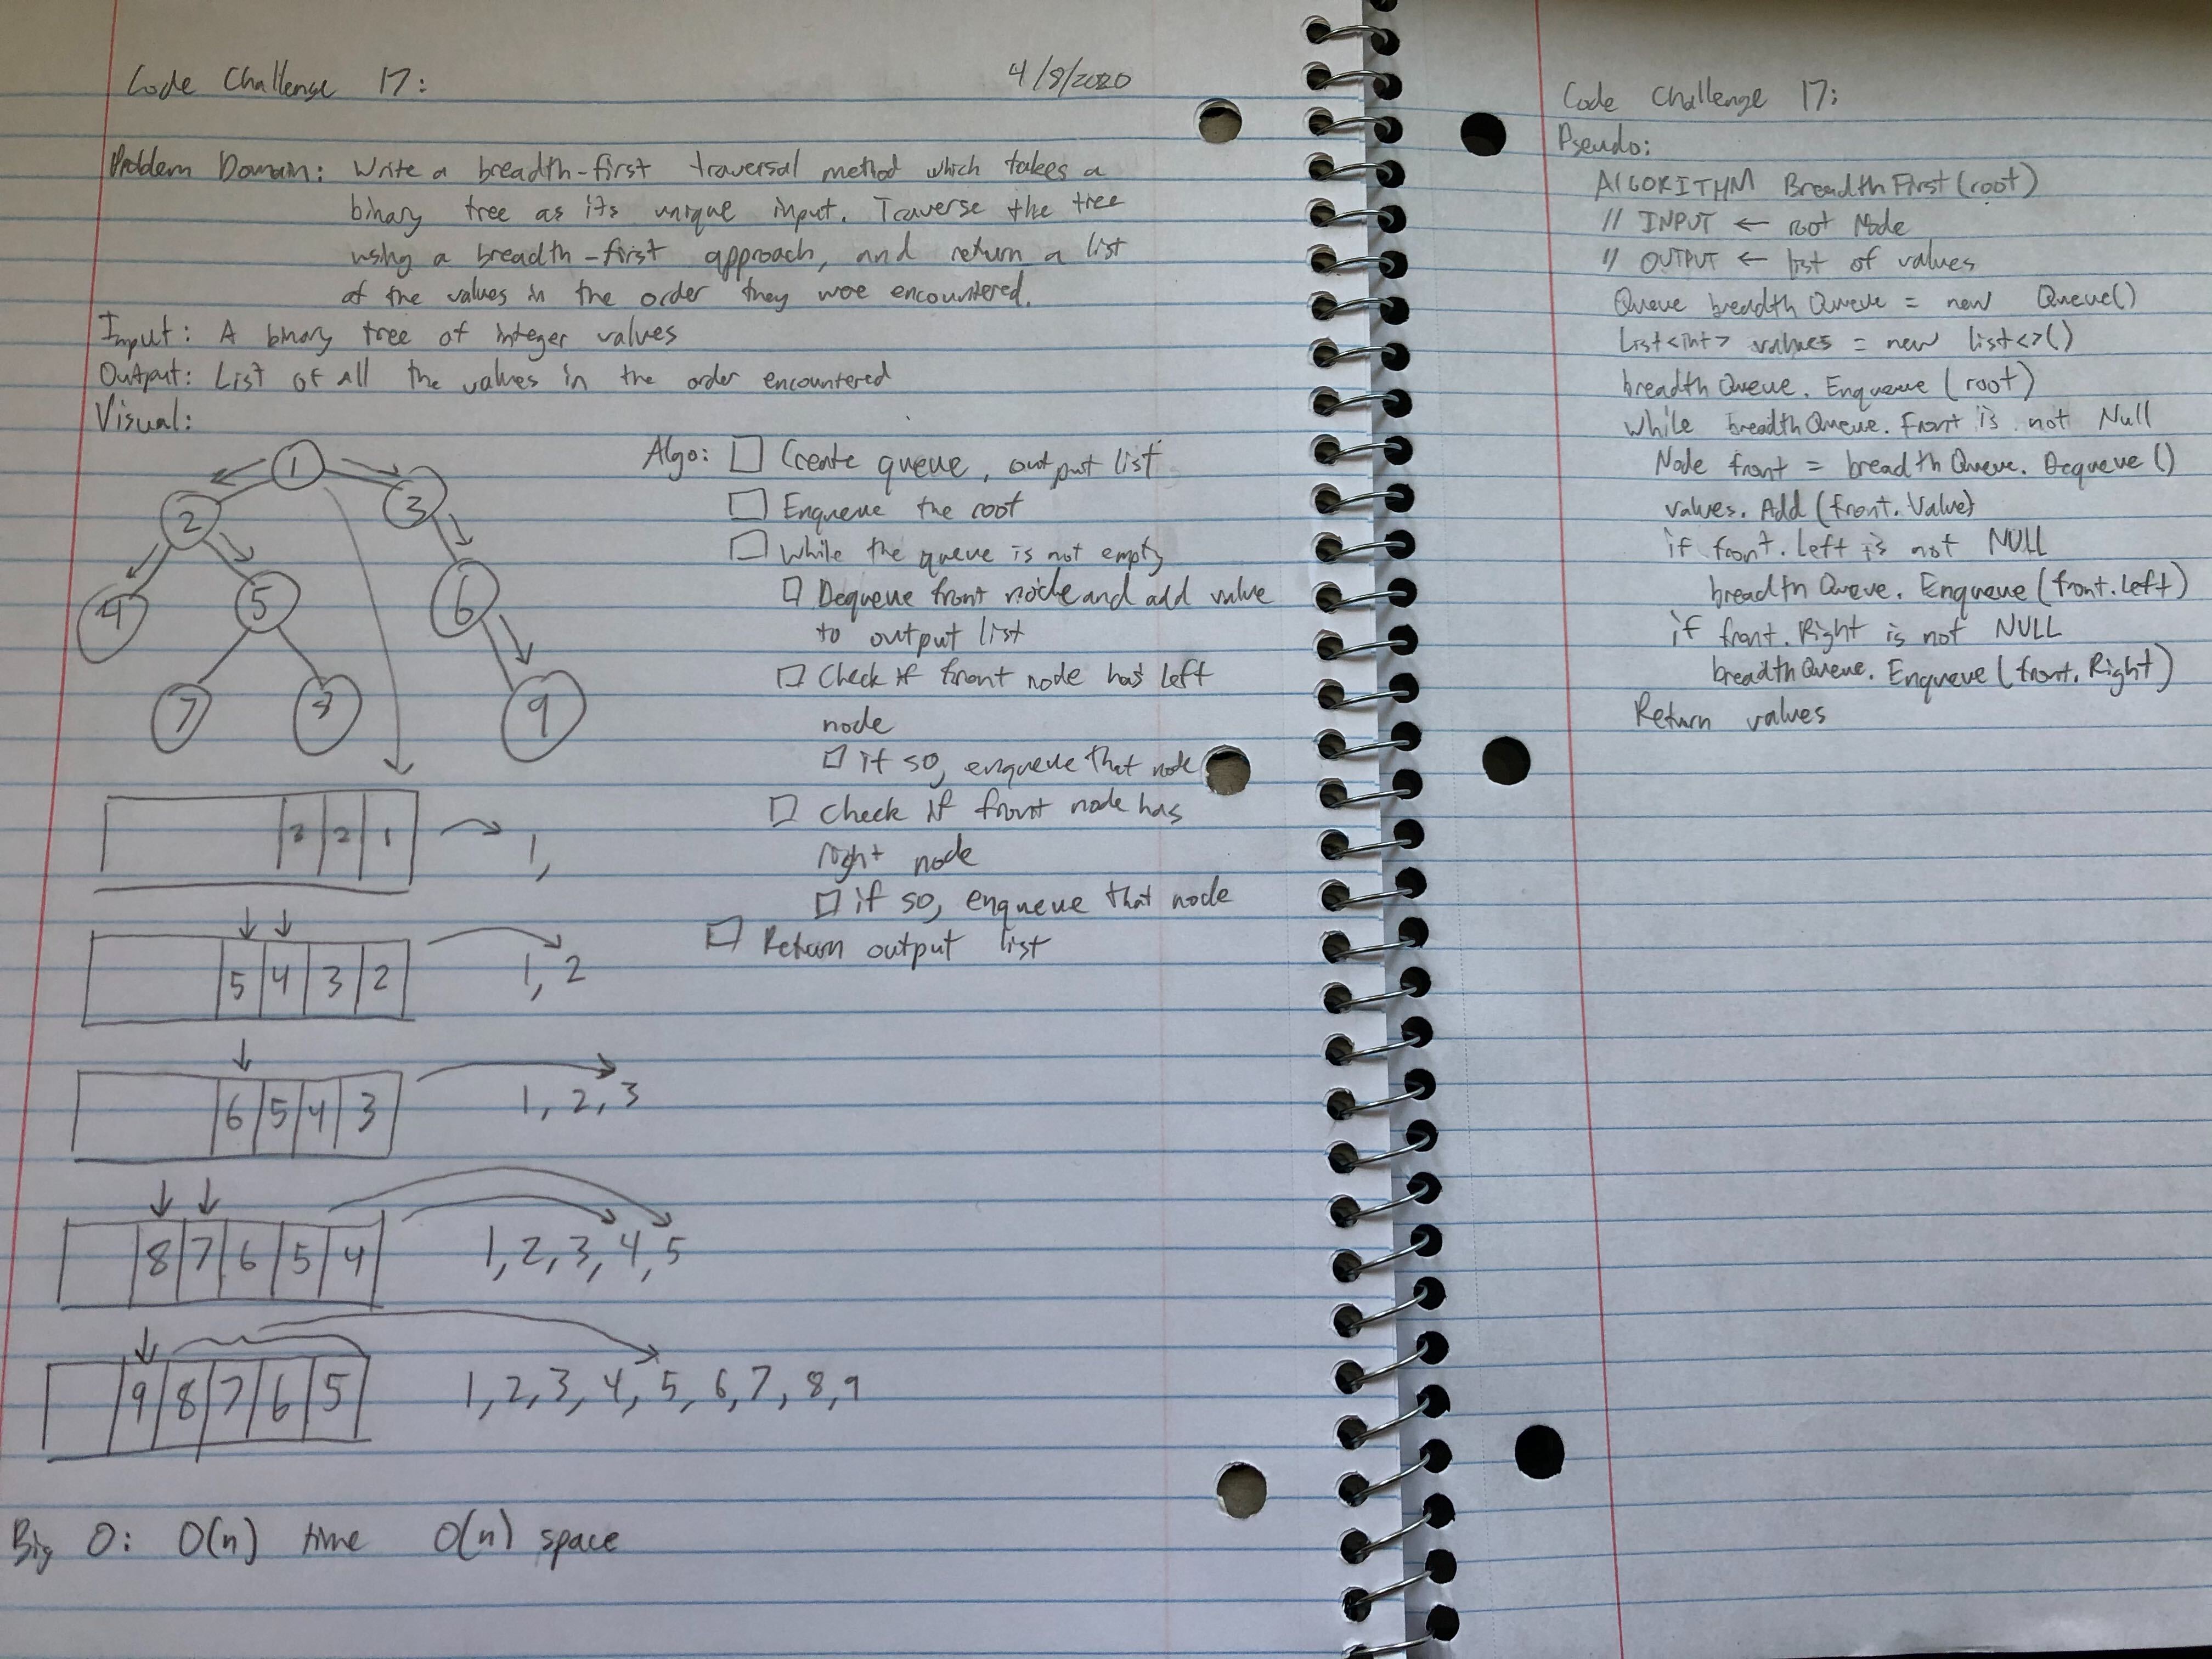 Code Challenge 17:
4/8/2020
Problem Domain: Write a breadth-first traversal method which takes a
binary tree as its unique input. Traverse the tree
using a breadth-first approach, and return a list
of the values in the order they were encountered.
Input: A binary tree of integer values
Output: List of all the values in the order encountered
Visual:
1
2
3
4
5
6
7
8
9
3 2 1
1,
5 4 3 2
1, 2
6 5 4 3
1, 2, 3
8 7 6 5 4
1, 2, 3, 4, 5
9 8 7 6 5
1, 2, 3, 4, 5, 6, 7, 8, 9
Big O: O(n) time O(n) space
Algo: Create queue, output list
Enqueue the root
While the queue is not empty
Dequeue front node and add value
to output list
Check if front node has left
node
if so, enqueue that node
Check if front node has
right node
if so, enqueue that node
Return output list
Code Challenge 17:
Pseudo:
ALGORITHM BreadthFirst(root)
// INPUT ← root Node
// OUTPUT ← list of values
Queue breadthQueue = new Queue()
List<int> values = new list<>()
breadthQueue.Enqueue(root)
while breadthQueue.Front is not Null
Node front = breadthQueue.Dequeue()
values.Add(front.Value)
if front.Left is not NULL
breadthQueue.Enqueue(front.Left)
if front.Right is not NULL
breadthQueue.Enqueue(front.Right)
Return values